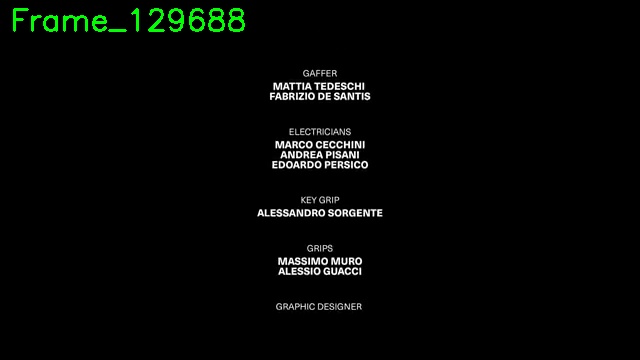 Frame_129688
GAFFER
MATTIA TEDESCHI
FABRIZIO DE SANTIS
ELECTRICIANS
MARCO CECCHINI
ANDREA PISANI
EDOARDO PERSICO
KEY GRIP
ALESSANDRO SORGENTE
GRIPS
MASSIMO MURO
ALESSIO GUACCI
GRAPHIC DESIGNER